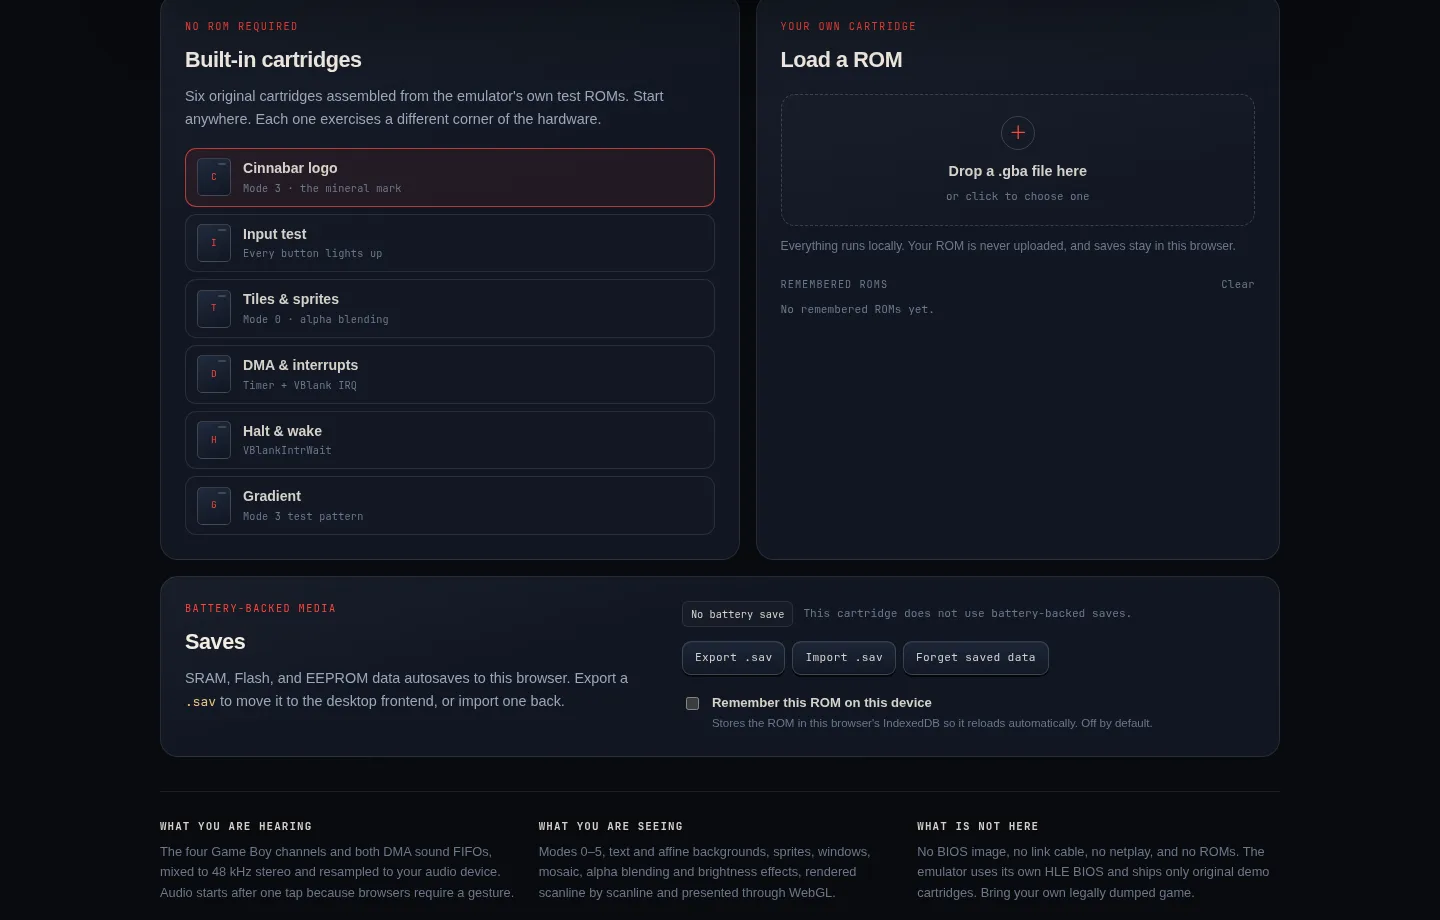 NO ROM REQUIRED
Built-in cartridges
Six original cartridges assembled from the emulator's own test ROMs. Start
anywhere. Each one exercises a different corner of the hardware.
C
Cinnabar logo
Mode 3 · the mineral mark
I
Input test
Every button lights up
T
Tiles & sprites
Mode 0 · alpha blending
D
DMA & interrupts
Timer + VBlank IRQ
H
Halt & wake
VBlankIntrWait
G
Gradient
Mode 3 test pattern
YOUR OWN CARTRIDGE
Load a ROM
+
Drop a .gba file here
or click to choose one
Everything runs locally. Your ROM is never uploaded, and saves stay in this browser.
REMEMBERED ROMS
Clear
No remembered ROMs yet.
BATTERY-BACKED MEDIA
Saves
SRAM, Flash, and EEPROM data autosaves to this browser. Export a
.sav to move it to the desktop frontend, or import one back.
No battery save
This cartridge does not use battery-backed saves.
Export .sav
Import .sav
Forget saved data
Remember this ROM on this device
Stores the ROM in this browser's IndexedDB so it reloads automatically. Off by default.
WHAT YOU ARE HEARING
The four Game Boy channels and both DMA sound FIFOs,
mixed to 48 kHz stereo and resampled to your audio device.
Audio starts after one tap because browsers require a gesture.
WHAT YOU ARE SEEING
Modes 0–5, text and affine backgrounds, sprites, windows,
mosaic, alpha blending and brightness effects, rendered
scanline by scanline and presented through WebGL.
WHAT IS NOT HERE
No BIOS image, no link cable, no netplay, and no ROMs. The
emulator uses its own HLE BIOS and ships only original demo
cartridges. Bring your own legally dumped game.